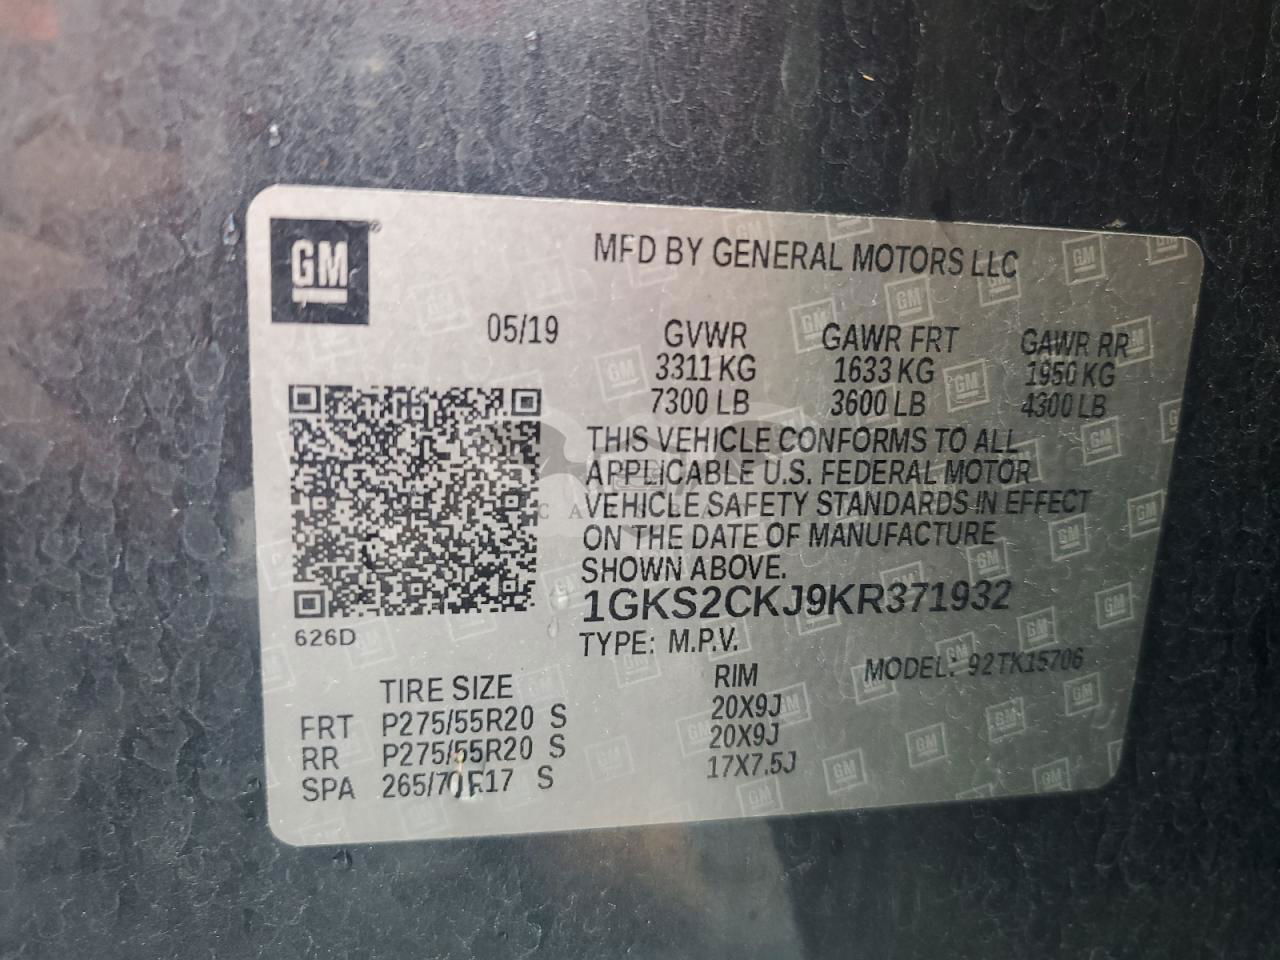 GM
MFD BY GENERAL MOTORS LLC
05/19
GVWR GAWR FRT GAWR RR
3311 KG 1633 KG 1950 KG
7300 LB 3600 LB 4300 LB
THIS VEHICLE CONFORMS TO ALL
APPLICABLE U.S. FEDERAL MOTOR
VEHICLE SAFETY STANDARDS IN EFFECT
ON THE DATE OF MANUFACTURE
SHOWN ABOVE.
1GKS2CKJ9KR371932
626D
TYPE: M.P.V. MODEL: 92TK15706
TIRE SIZE RIM
FRT P275/55R20 S 20X9J
RR P275/55R20 S 20X9J
SPA 265/70R17 S 17X7.5J